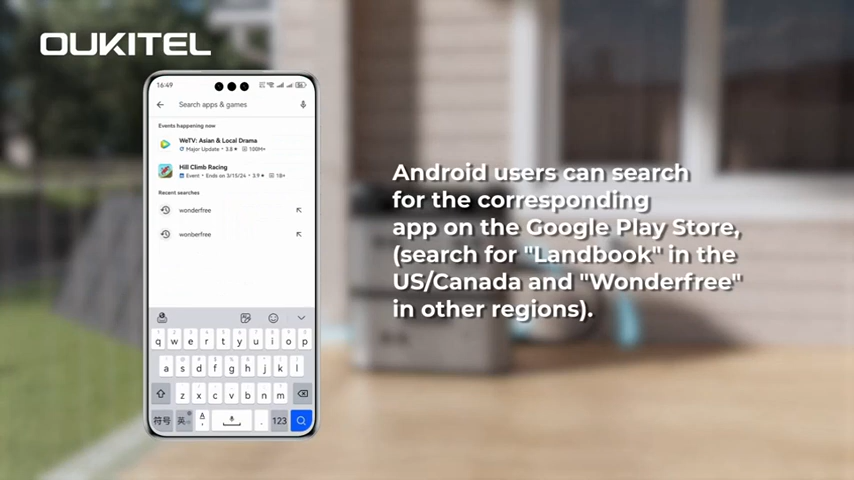 OUKITEL
16:49
Search apps & games
Events happening now
WeTV: Asian & Local Drama
Major Update • 3.8 ★ 100M+
Hill Climb Racing
Event • Ends on 3/15/24 • 3.9 ★ 1B+
Recent searches
wonderfree
wonberfree
Android users can search
for the corresponding
app on the Google Play Store,
(search for "Landbook" in the
US/Canada and "Wonderfree"
in other regions).
q w e r t y u i o p
a s d f g h j k l
z x c v b n m
符号 英 , . 123